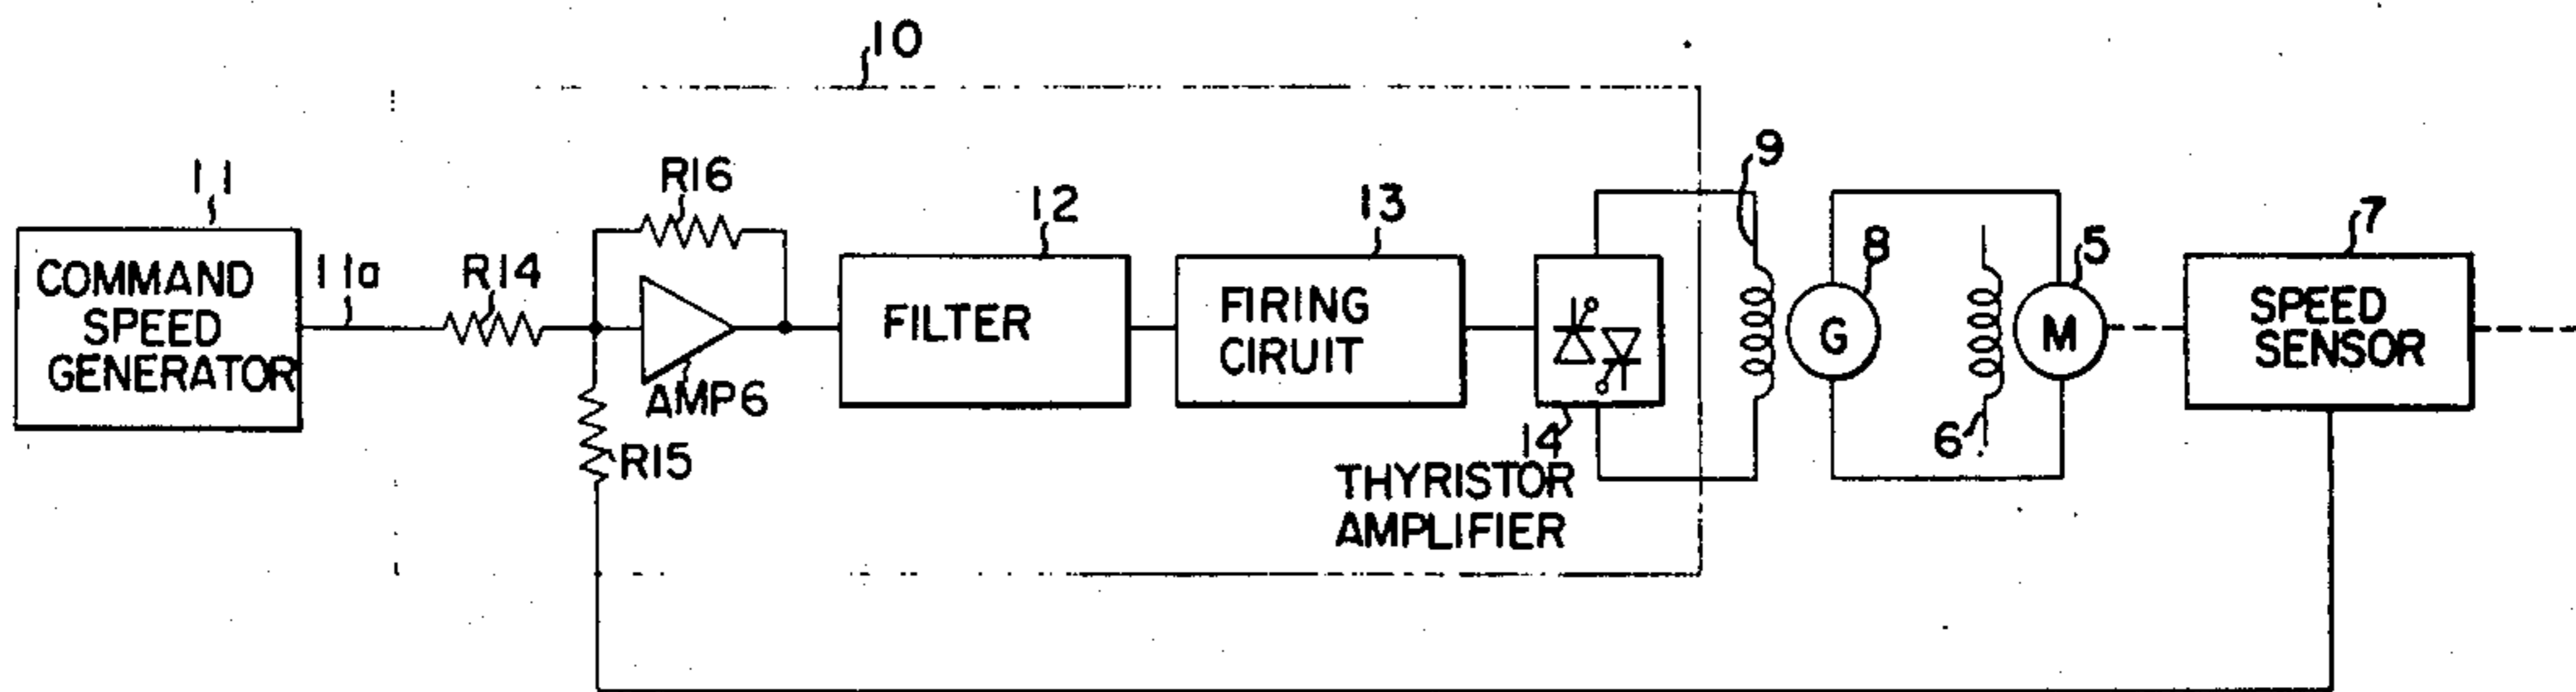 10
11
COMMAND
SPEED
GENERATOR
11a
R14
R16
AMP6
R15
12
FILTER
13
FIRING
CIRUIT
14
THYRISTOR
AMPLIFIER
9
8
G
6
5
M
7
SPEED
SENSOR